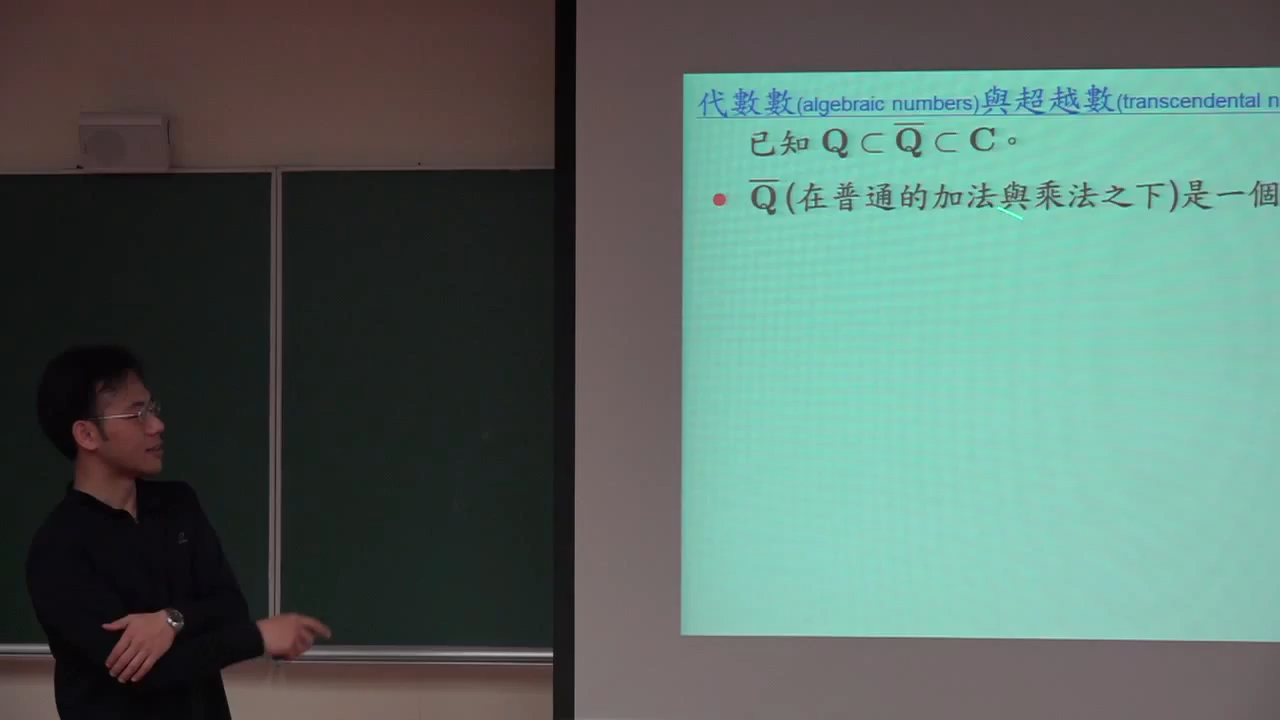 代數數(algebraic numbers)與超越數(transcendental n
已知 Q ⊂ Q̅ ⊂ C。
• Q̅ (在普通的加法與乘法之下)是一個